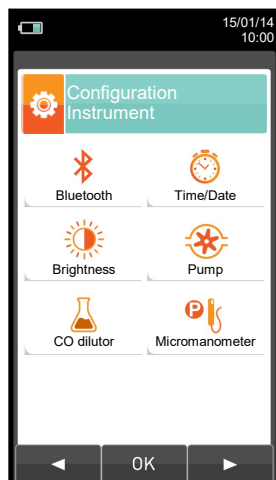 15/01/14
10:00
Configuration
Instrument
Bluetooth
Time/Date
Brightness
Pump
P
CO dilutor
Micromanometer
OK